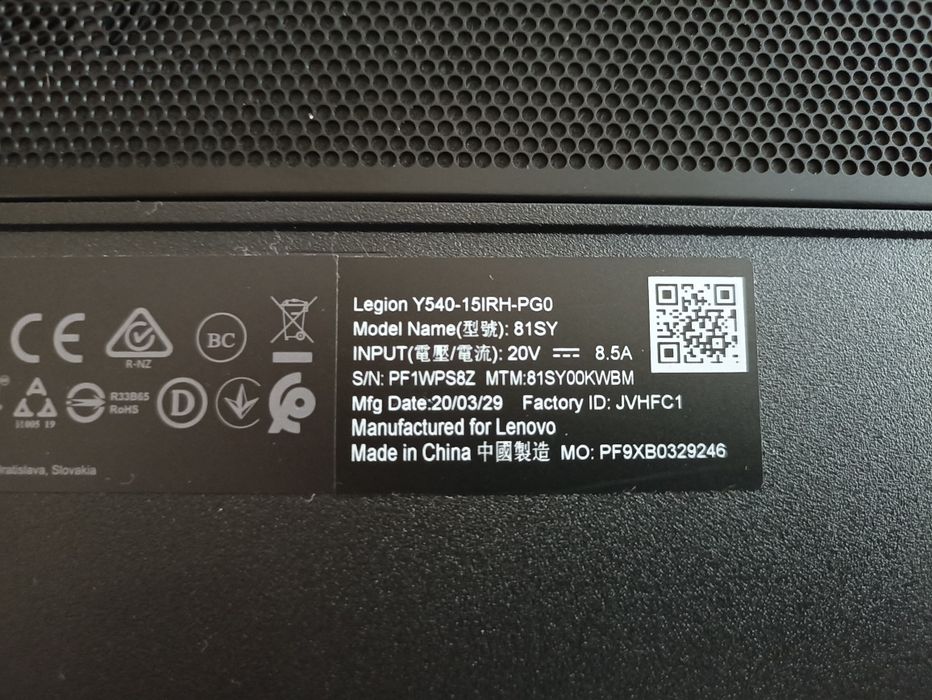 Legion Y540-15IRH-PG0
Model Name(型號): 81SY
INPUT(電壓/電流): 20V ⎓ 8.5A
S/N: PF1WPS8Z MTM:81SY00KWBM
Mfg Date:20/03/29 Factory ID: JVHFC1
Manufactured for Lenovo
Made in China 中國製造 MO: PF9XB0329246
CE
R-NZ
BC
R33B65
RoHS
D
Slovakia